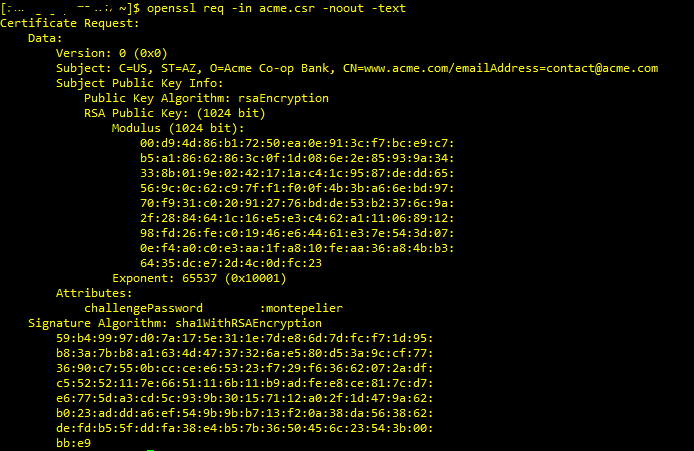 ~]$ openssl req -in acme.csr -noout -text
Certificate Request:
Data:
Version: 0 (0x0)
Subject: C=US, ST=AZ, O=Acme Co-op Bank, CN=www.acme.com/emailAddress=contact@acme.com
Subject Public Key Info:
Public Key Algorithm: rsaEncryption
RSA Public Key: (1024 bit)
Modulus (1024 bit):
00:d9:4d:86:b1:72:50:ea:0e:91:3c:f7:bc:e9:c7:
b5:a1:86:62:86:3c:0f:1d:08:6e:2e:85:93:9a:34:
33:8b:01:9e:02:42:17:1a:c4:1c:95:87:de:dd:65:
56:9c:0c:62:c9:7f:f1:f0:0f:4b:3b:a6:6e:bd:97:
70:f9:31:c0:20:91:27:76:bd:de:53:b2:37:6c:9a:
2f:28:84:64:1c:16:e5:e3:c4:62:a1:11:06:89:12:
98:fd:26:fe:c0:19:46:e6:44:61:e3:7e:54:3d:07:
0e:f4:a0:c0:e3:aa:1f:a8:10:fe:aa:36:a8:4b:b3:
64:35:dc:e7:2d:4c:0d:fc:23
Exponent: 65537 (0x10001)
Attributes:
challengePassword :montepelier
Signature Algorithm: sha1WithRSAEncryption
59:b4:99:97:d0:7a:17:5e:31:1e:7d:e8:6d:7d:fc:f7:1d:95:
b8:3a:7b:b8:a1:63:4d:47:37:32:6a:e5:80:d5:3a:9c:cf:77:
36:90:c7:55:0b:cc:ce:e6:53:23:f7:29:f6:36:62:07:2a:df:
c5:52:52:11:7e:66:51:11:6b:11:b9:ad:fe:e8:ce:81:7c:d7:
e6:77:5d:a3:cd:5c:93:9b:30:15:71:12:a0:2f:1d:47:9a:62:
b0:23:ad:dd:a6:ef:54:9b:9b:b7:13:f2:0a:38:da:56:38:62:
de:fd:b5:5f:dd:fa:38:e4:b5:7b:36:50:45:6c:23:54:3b:00:
bb:e9